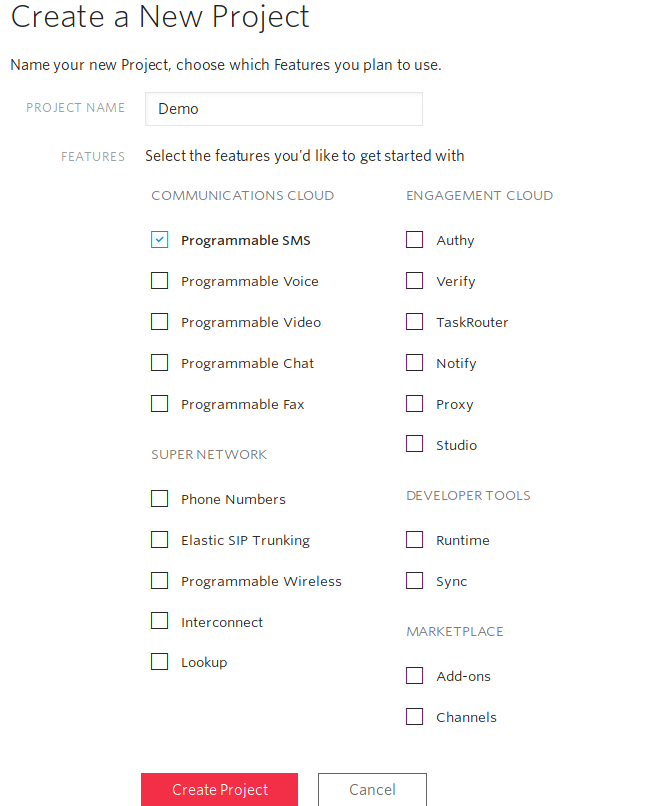 Create a New Project
Name your new Project, choose which Features you plan to use.
PROJECT NAME
Demo
FEATURES
Select the features you'd like to get started with
COMMUNICATIONS CLOUD
Programmable SMS
Programmable Voice
Programmable Video
Programmable Chat
Programmable Fax
SUPER NETWORK
Phone Numbers
Elastic SIP Trunking
Programmable Wireless
Interconnect
Lookup
ENGAGEMENT CLOUD
Authy
Verify
TaskRouter
Notify
Proxy
Studio
DEVELOPER TOOLS
Runtime
Sync
MARKETPLACE
Add-ons
Channels
Create Project
Cancel